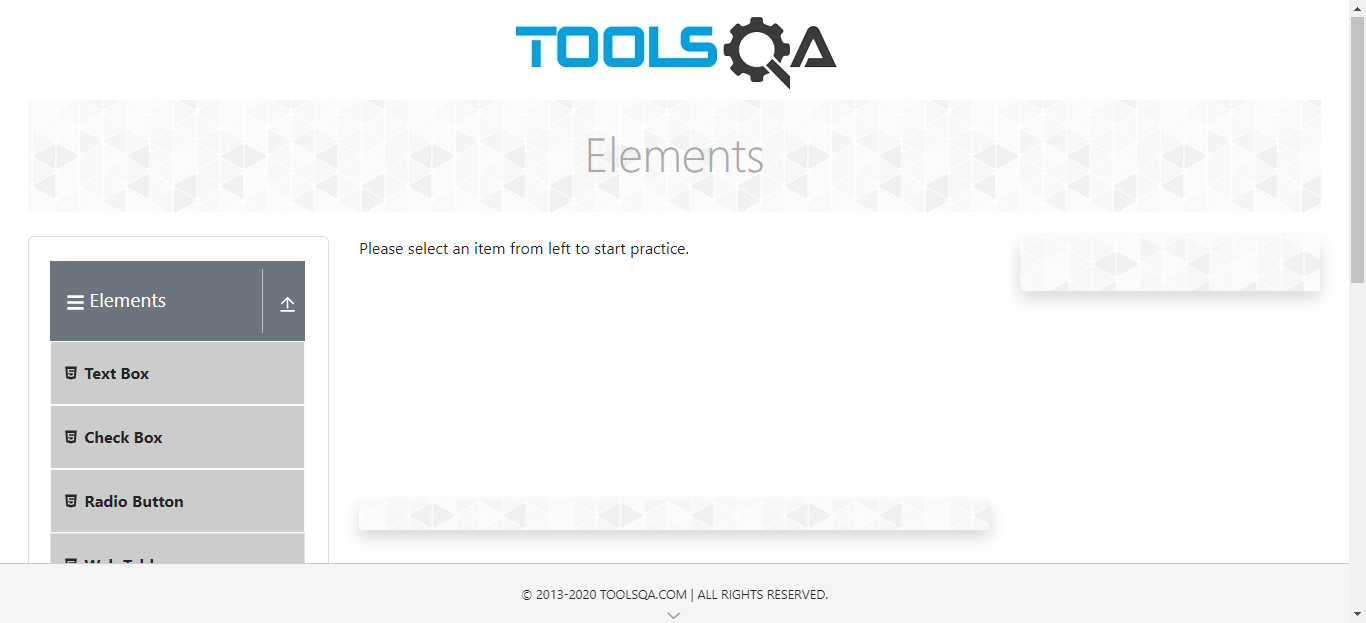 TOOLSQA
Elements
Please select an item from left to start practice.
Elements
Text Box
Check Box
Radio Button
© 2013-2020 TOOLSQA.COM | ALL RIGHTS RESERVED.